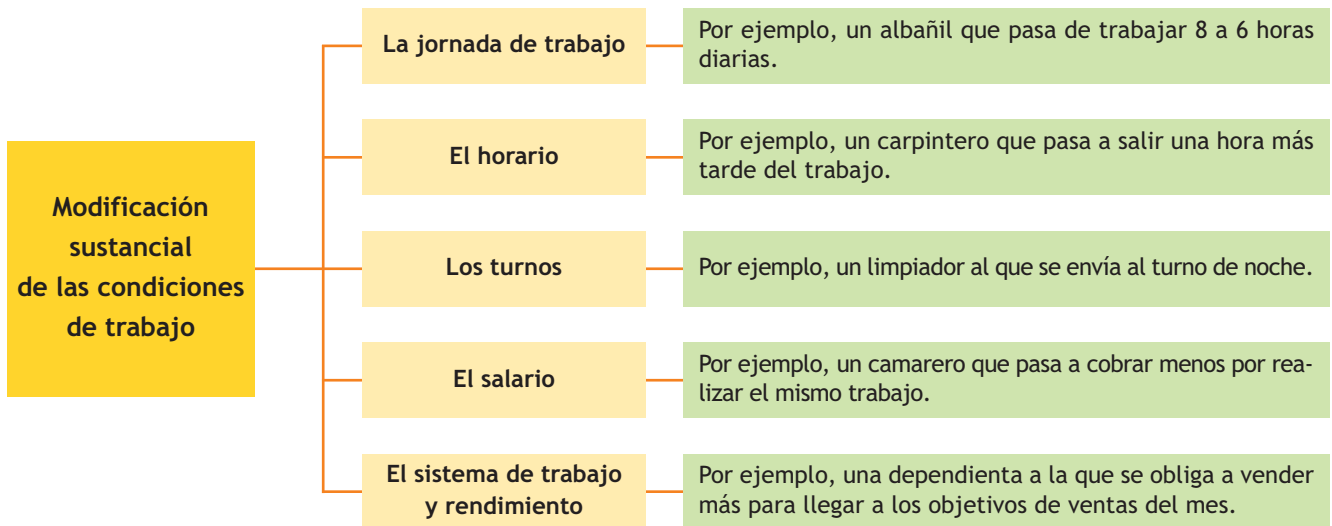 Modificación
sustancial
de las condiciones
de trabajo
La jornada de trabajo
Por ejemplo, un albañil que pasa de trabajar 8 a 6 horas
diarias.
El horario
Por ejemplo, un carpintero que pasa a salir una hora más
tarde del trabajo.
Los turnos
Por ejemplo, un limpiador al que se envía al turno de noche.
El salario
Por ejemplo, un camarero que pasa a cobrar menos por rea-
lizar el mismo trabajo.
El sistema de trabajo
y rendimiento
Por ejemplo, una dependienta a la que se obliga a vender
más para llegar a los objetivos de ventas del mes.